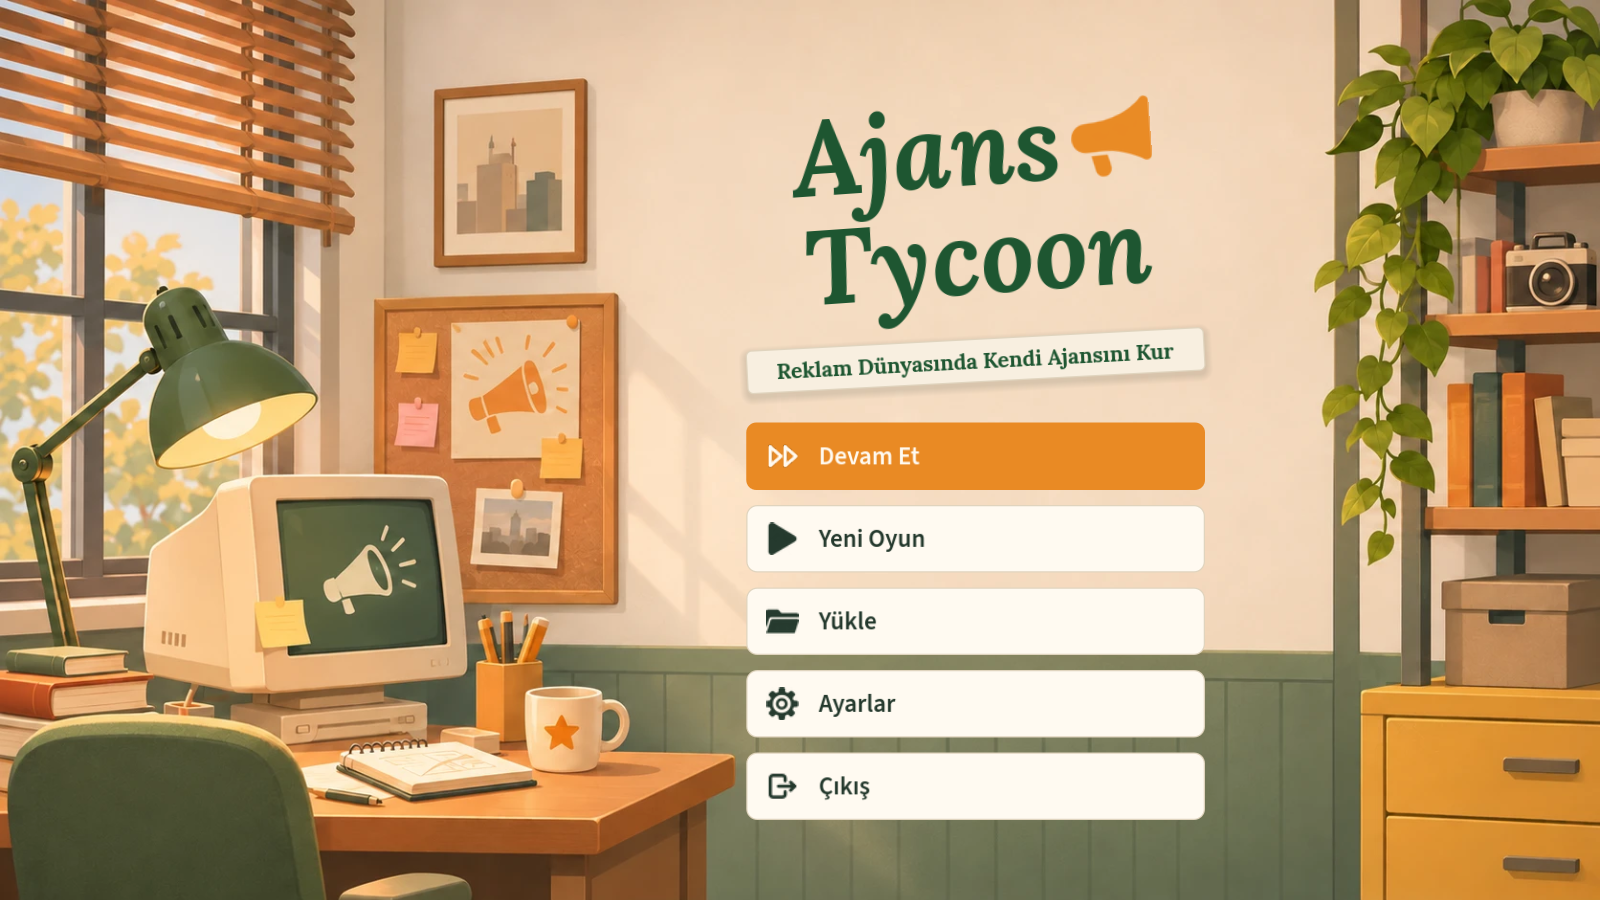 Ajans
Tycoon
Reklam Dünyasında Kendi Ajansını Kur
Devam Et
Yeni Oyun
Yükle
Ayarlar
Çıkış